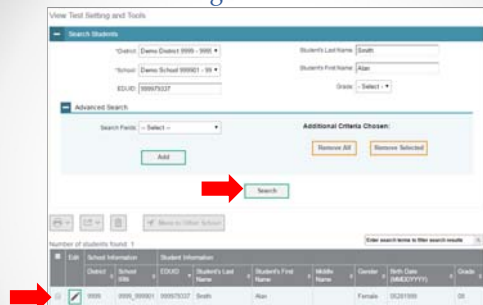 View Test Setting and Tools
Search Students
*District: Demo District 9999 - 9999
Student's Last Name: Smith
*School: Demo School 999901 - 99
Student's First Name: Alan
EDUID: 999975337
Grade: - Select -
Advanced Search
Search Fields: -- Select --
Additional Criteria Chosen:
Add
Remove All
Remove Selected
Search
Move to Other School
Number of students found: 1
Enter search terms to filter search results
Edit School Information Student Information
District School EDUID Student's Last Name Student's First Name Middle Name Gender Birth Date (MMDDYYYY) Grade
9999 9999_999901 999975337 Smith Alan Female 05281999 08